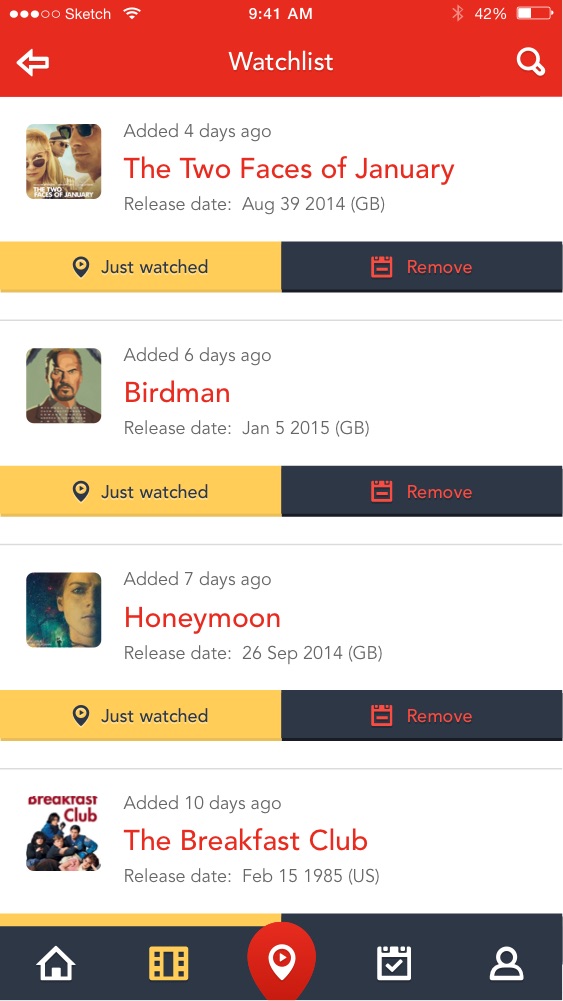 Sketch 9:41 AM 42%
Watchlist
Added 4 days ago
The Two Faces of January
THE TWO
FACES OF JANUARY
Release date: Aug 39 2014 (GB)
Just watched Remove
Added 6 days ago
Birdman
Release date: Jan 5 2015 (GB)
Just watched Remove
Added 7 days ago
Honeymoon
Release date: 26 Sep 2014 (GB)
Just watched Remove
Breakfast
Club
Added 10 days ago
The Breakfast Club
Release date: Feb 15 1985 (US)